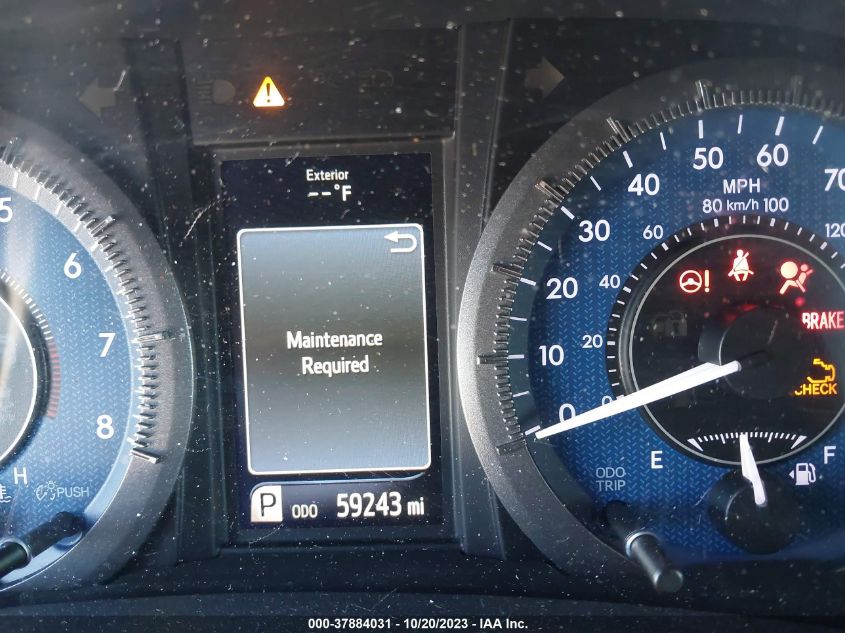 Exterior
--°F
Maintenance
Required
P ODO 59243 mi
5
6
7
8
H
PUSH
0
10
20
30
40
50
60
70
MPH
80 km/h 100
0
20
40
60
120
BRAKE
CHECK
E
F
ODO
TRIP
000-37884031 - 10/20/2023 - IAA Inc.